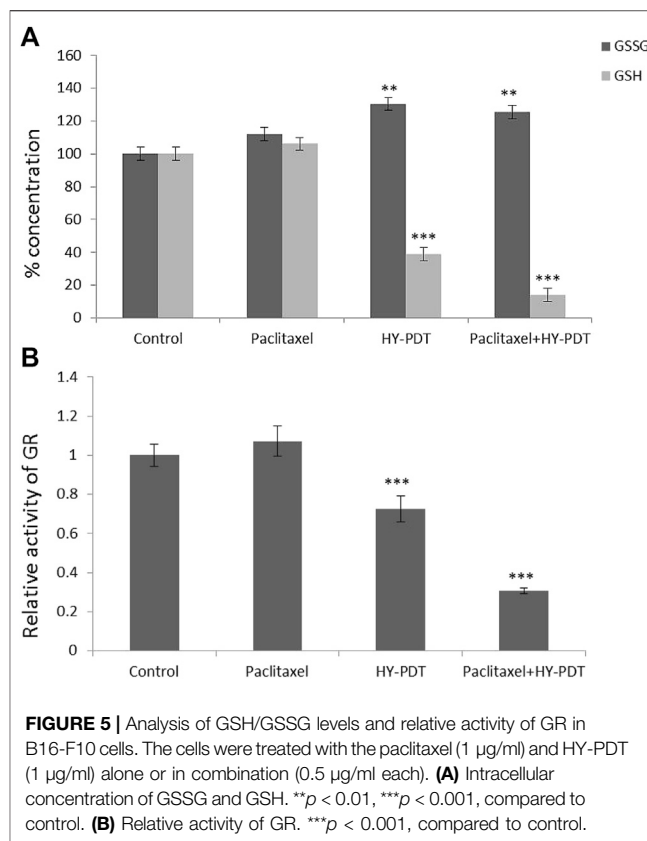 A
GSSG
GSH
160
140
120
100
80
60
40
20
0
% concentration
**
***
**
***
Control Paclitaxel HY-PDT Paclitaxel+HY-PDT
B
1.4
1.2
1
0.8
0.6
0.4
0.2
0
Relative activity of GR
***
***
Control Paclitaxel HY-PDT Paclitaxel+HY-PDT
FIGURE 5 | Analysis of GSH/GSSG levels and relative activity of GR in
B16-F10 cells. The cells were treated with the paclitaxel (1 µg/ml) and HY-PDT
(1 µg/ml) alone or in combination (0.5 µg/ml each). (A) Intracellular
concentration of GSSG and GSH. **p < 0.01, ***p < 0.001, compared to
control. (B) Relative activity of GR. ***p < 0.001, compared to control.